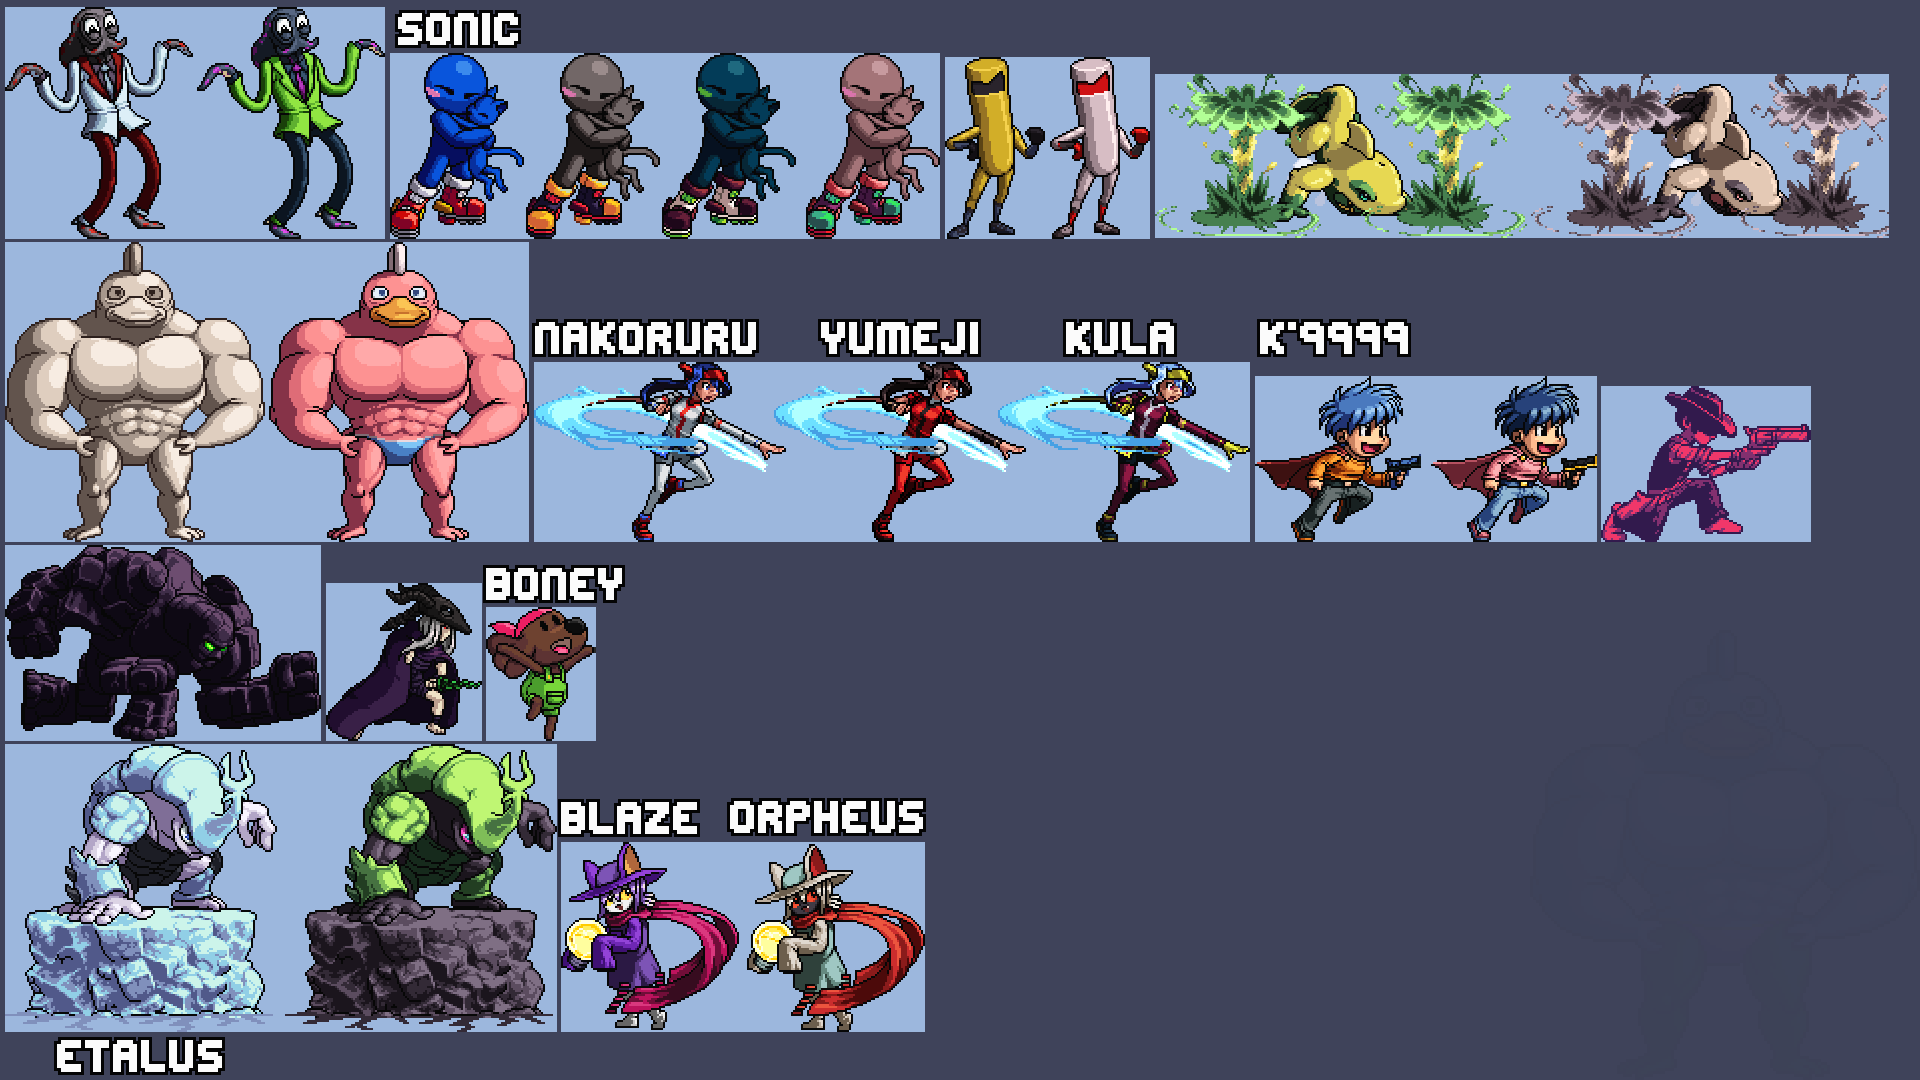 SONIC
NAKORURU YUMEJI KULA K'9999
BONEY
BLAZE ORPHEUS
ETALUS